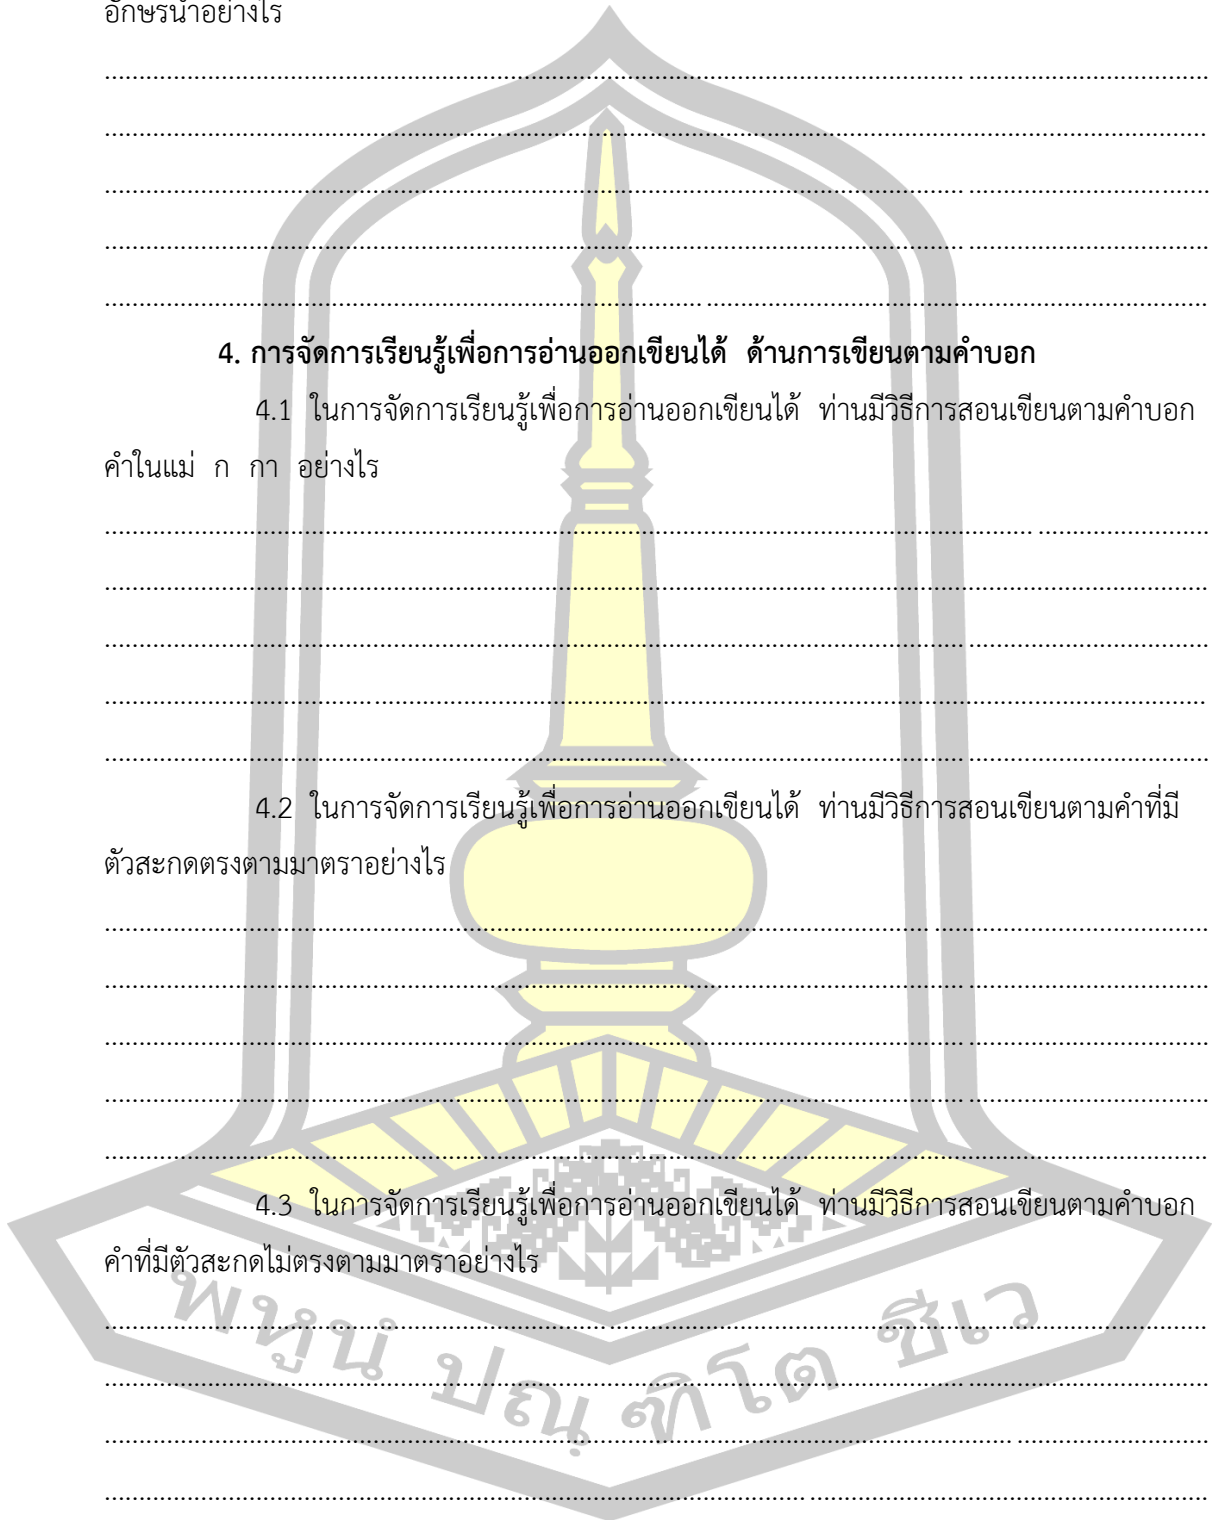 อักษรนำอย่างไร
4. การจัดการเรียนรู้เพื่อการอ่านออกเขียนได้ ด้านการเขียนตามคำบอก
4.1 ในการจัดการเรียนรู้เพื่อการอ่านออกเขียนได้ ท่านมีวิธีการสอนเขียนตามคำบอก
คำในแม่ ก กา อย่างไร
4.2 ในการจัดการเรียนรู้เพื่อการอ่านออกเขียนได้ ท่านมีวิธีการสอนเขียนตามคำที่มี
ตัวสะกดตรงตามมาตราอย่างไร
4.3 ในการจัดการเรียนรู้เพื่อการอ่านออกเขียนได้ ท่านมีวิธีการสอนเขียนตามคำบอก
คำที่มีตัวสะกดไม่ตรงตามมาตราอย่างไร
พหูนํ ปณฺฑิโต ชีเว